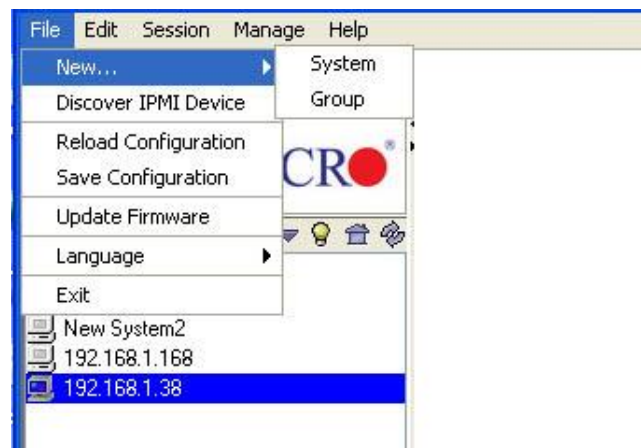 File Edit Session Manage Help
New... System
Discover IPMI Device Group
Reload Configuration
Save Configuration
CRO®
Update Firmware
Language
Exit
New System2
192.168.1.168
192.168.1.38